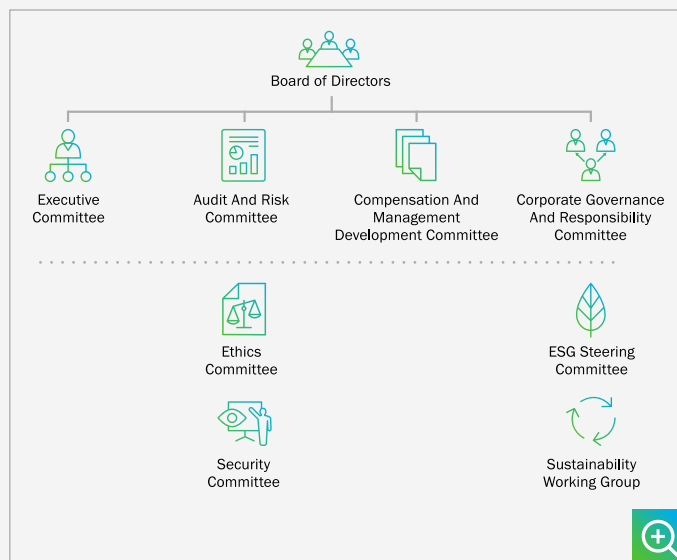 Board of Directors
Executive
Committee
Audit And Risk
Committee
Compensation And
Management
Development Committee
Corporate Governance
And Responsibility
Committee
Ethics
Committee
ESG Steering
Committee
Security
Committee
Sustainability
Working Group